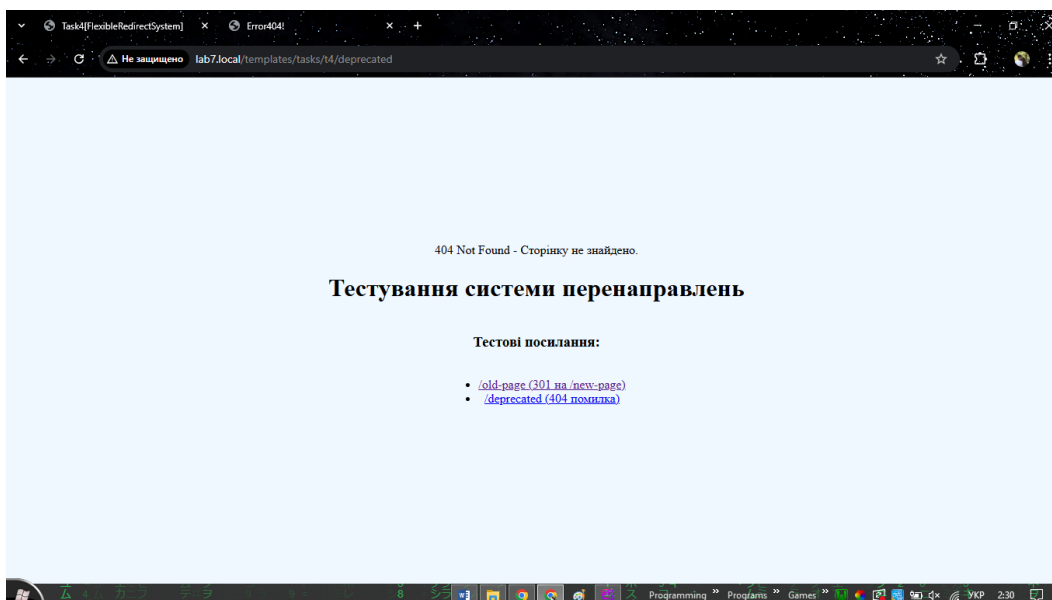 Task4[FlexibleRedirectSystem]
Error404!
Не защищено
lab7.local/templates/tasks/t4/deprecated
404 Not Found - Сторінку не знайдено.
Тестування системи перенаправлень
Тестові посилання:
/old-page (301 на /new-page)
/deprecated (404 помилка)
Programming » Programs » Games » УКР 2:30